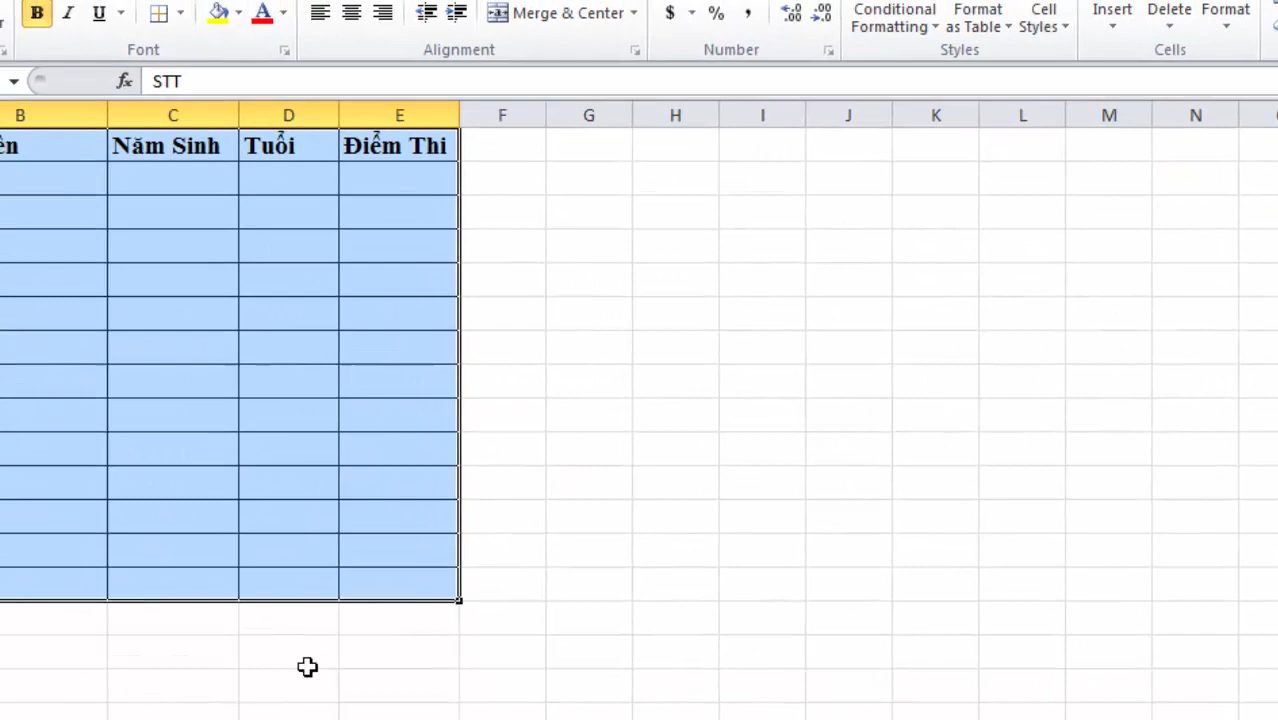 B I U Merge & Center $ % , Conditional Formatting Format as Table Cell Styles Insert Delete Format
Font Alignment Number Styles Cells
fx STT
B C D E F G H I J K L M N
Năm Sinh Tuổi Điểm Thi